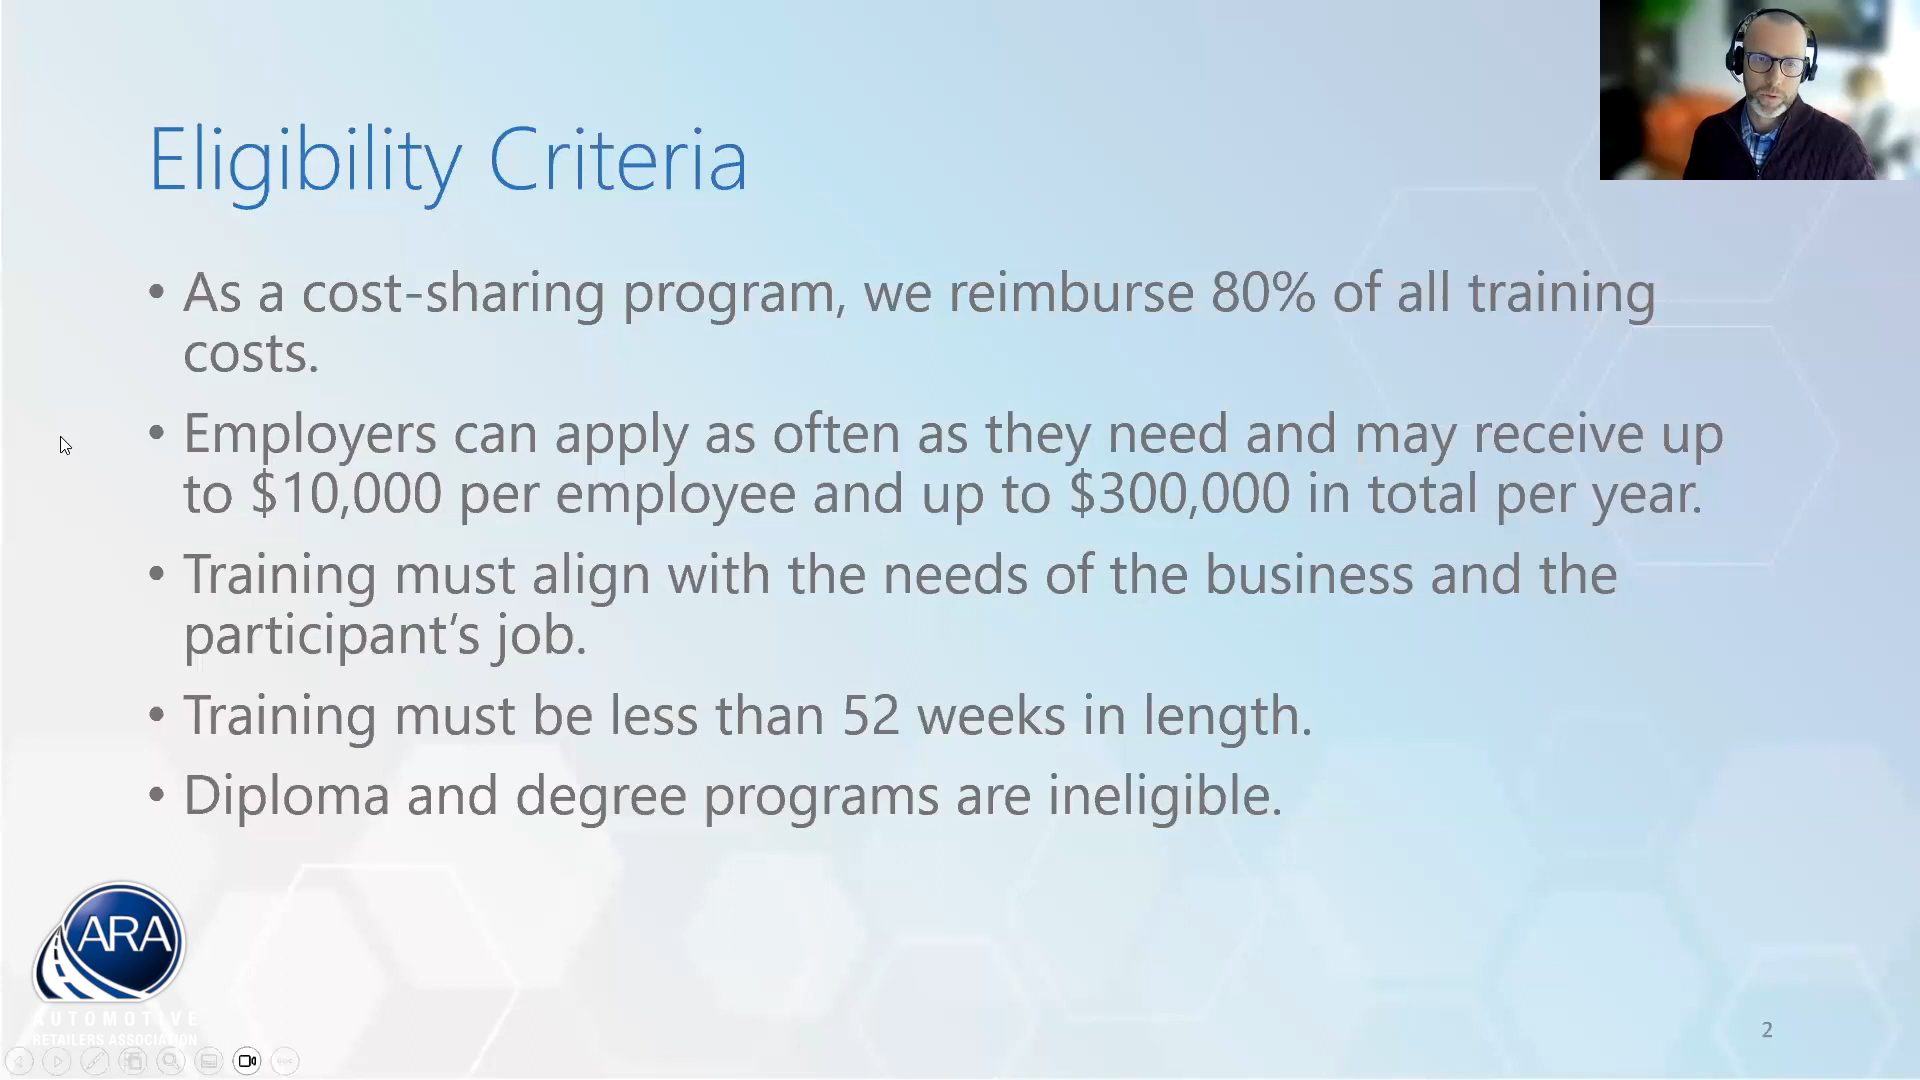 Eligibility Criteria
• As a cost-sharing program, we reimburse 80% of all training
costs.
• Employers can apply as often as they need and may receive up
to $10,000 per employee and up to $300,000 in total per year.
• Training must align with the needs of the business and the
participant’s job.
• Training must be less than 52 weeks in length.
• Diploma and degree programs are ineligible.
ARA
AUTOMOTIVE
RETAILERS ASSOCIATION
2